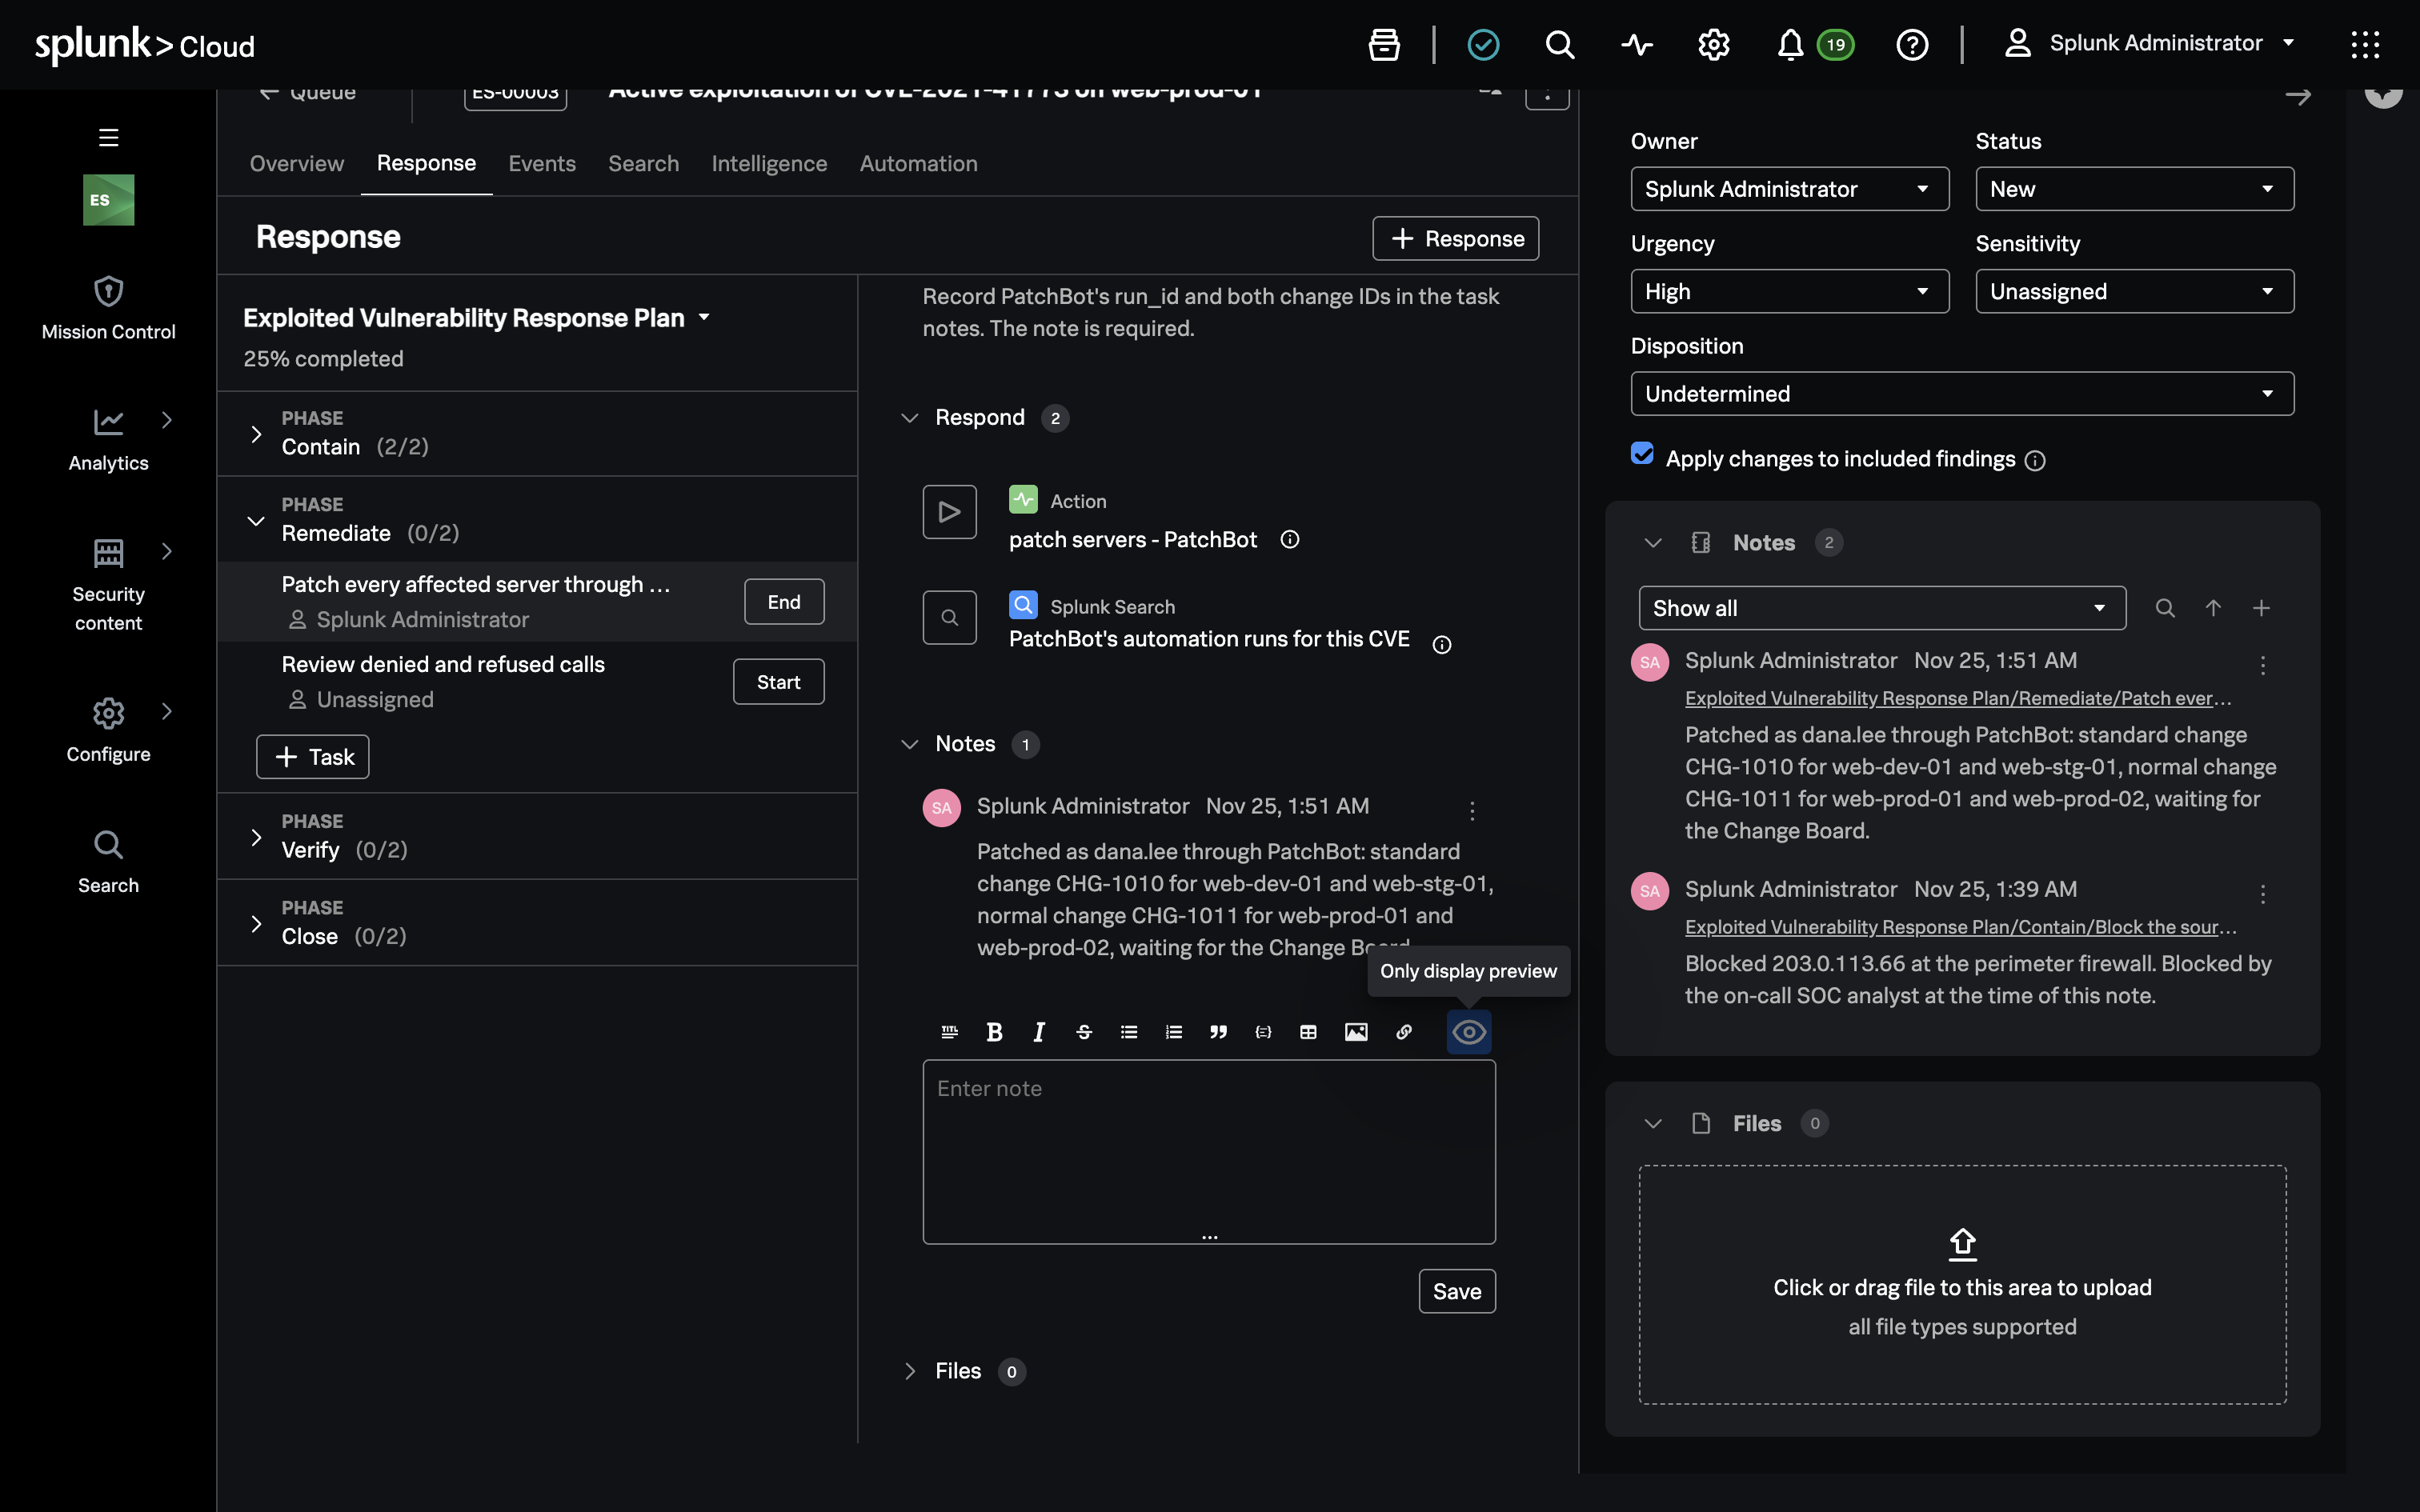 splunk>Cloud
19
Splunk Administrator
Queue
ES-00003
Active exploitation of CVE-2021-41773 on web-prod-01
Overview
Response
Events
Search
Intelligence
Automation
ES
Mission Control
Analytics
Security
content
Configure
Search
Response
+ Response
Exploited Vulnerability Response Plan
25% completed
PHASE
Contain (2/2)
PHASE
Remediate (0/2)
Patch every affected server through ...
Splunk Administrator
End
Review denied and refused calls
Unassigned
Start
+ Task
PHASE
Verify (0/2)
PHASE
Close (0/2)
Record PatchBot's run_id and both change IDs in the task
notes. The note is required.
Respond 2
Action
patch servers - PatchBot
Splunk Search
PatchBot's automation runs for this CVE
Notes 1
SA
Splunk Administrator Nov 25, 1:51 AM
Patched as dana.lee through PatchBot: standard
change CHG-1010 for web-dev-01 and web-stg-01,
normal change CHG-1011 for web-prod-01 and
web-prod-02, waiting for the Change Board.
Only display preview
Enter note
Save
Files 0
Owner
Splunk Administrator
Status
New
Urgency
High
Sensitivity
Unassigned
Disposition
Undetermined
Apply changes to included findings
Notes 2
Show all
SA
Splunk Administrator Nov 25, 1:51 AM
Exploited Vulnerability Response Plan/Remediate/Patch ever...
Patched as dana.lee through PatchBot: standard change
CHG-1010 for web-dev-01 and web-stg-01, normal change
CHG-1011 for web-prod-01 and web-prod-02, waiting for
the Change Board.
SA
Splunk Administrator Nov 25, 1:39 AM
Exploited Vulnerability Response Plan/Contain/Block the sour...
Blocked 203.0.113.66 at the perimeter firewall. Blocked by
the on-call SOC analyst at the time of this note.
Files 0
Click or drag file to this area to upload
all file types supported